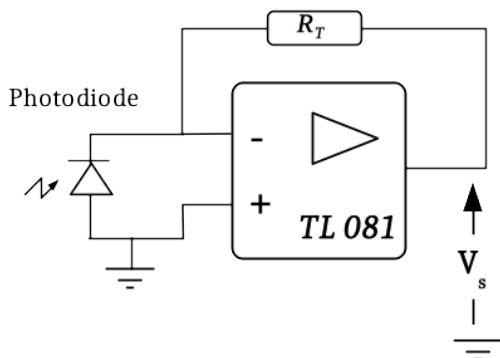 R_T
Photodiode
-
+
TL 081
V_s